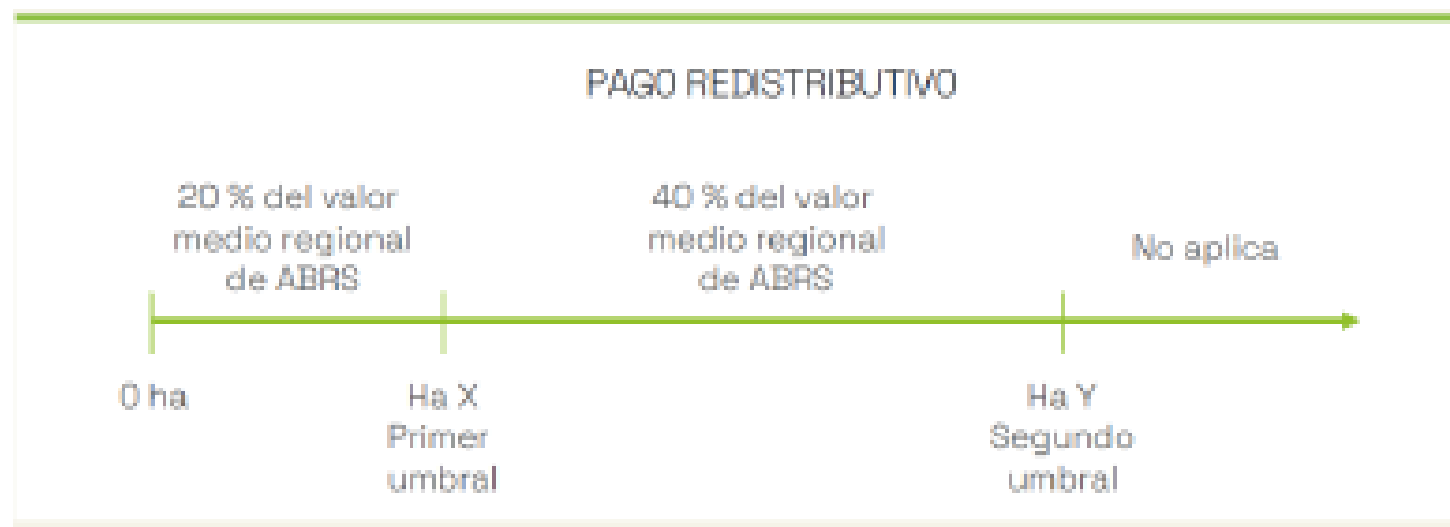 PAGO REDISTRIBUTIVO
20 % del valor
medio regional
de ABRS
40 % del valor
medio regional
de ABRS
No aplica
0 ha
Ha X
Primer
umbral
Ha Y
Segundo
umbral